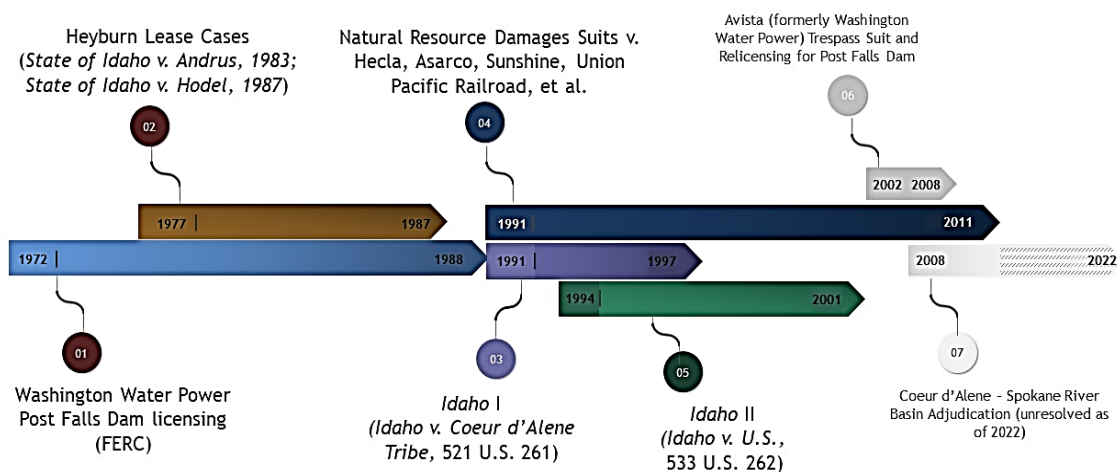 Heyburn Lease Cases
(State of Idaho v. Andrus, 1983;
State of Idaho v. Hodel, 1987)
02
Natural Resource Damages Suits v.
Hecla, Asarco, Sunshine, Union
Pacific Railroad, et al.
04
Avista (formerly Washington
Water Power) Trespass Suit and
Relicensing for Post Falls Dam
06
2002 2008
1977 1987
1991 2011
1972 1988
1991 1997
2008 2022
1994 2001
01
Washington Water Power
Post Falls Dam licensing
(FERC)
03
Idaho I
(Idaho v. Coeur d’Alene
Tribe, 521 U.S. 261)
05
Idaho II
(Idaho v. U.S.,
533 U.S. 262)
07
Coeur d’Alene – Spokane River
Basin Adjudication (unresolved as
of 2022)